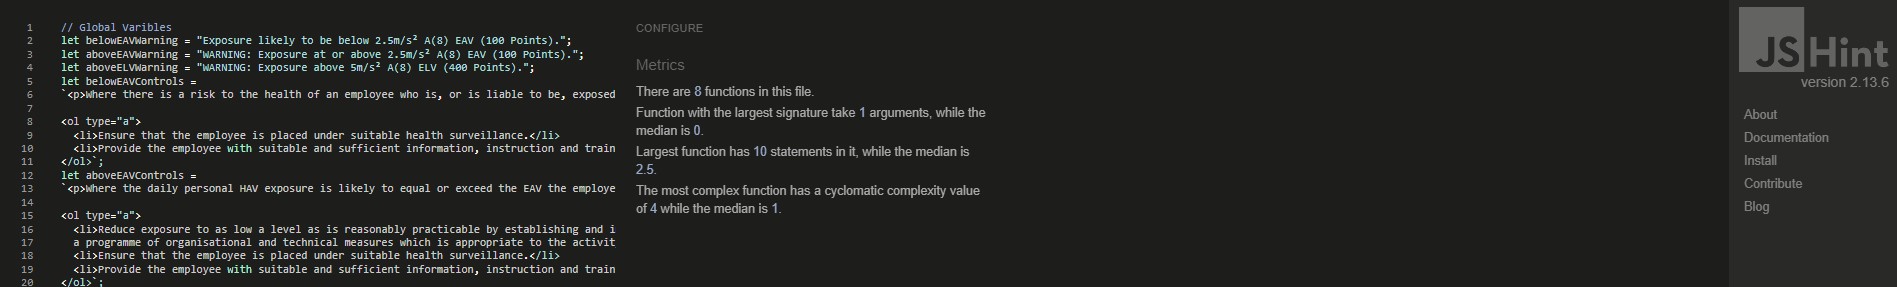 1 // Global Varibles
2 let belowEAVWarning = "Exposure likely to be below 2.5m/s² A(8) EAV (100 Points).";
3 let aboveEAVWarning = "WARNING: Exposure at or above 2.5m/s² A(8) EAV (100 Points).";
4 let aboveELVWarning = "WARNING: Exposure above 5m/s² A(8) ELV (400 Points).";
5 let belowEAVControls =
6 `<p>Where there is a risk to the health of an employee who is, or is liable to be, exposed
7
8 <ol type="a">
9 <li>Ensure that the employee is placed under suitable health surveillance.</li>
10 <li>Provide the employee with suitable and sufficient information, instruction and train
11 </ol>`;
12 let aboveEAVControls =
13 `<p>Where the daily personal HAV exposure is likely to equal or exceed the EAV the employe
14
15 <ol type="a">
16 <li>Reduce exposure to as low a level as is reasonably practicable by establishing and i
17 a programme of organisational and technical measures which is appropriate to the activit
18 <li>Ensure that the employee is placed under suitable health surveillance.</li>
19 <li>Provide the employee with suitable and sufficient information, instruction and train
20 </ol>`;
CONFIGURE
Metrics
There are 8 functions in this file.
Function with the largest signature take 1 arguments, while the
median is 0.
Largest function has 10 statements in it, while the median is
2.5.
The most complex function has a cyclomatic complexity value
of 4 while the median is 1.
JSHint
version 2.13.6
About
Documentation
Install
Contribute
Blog